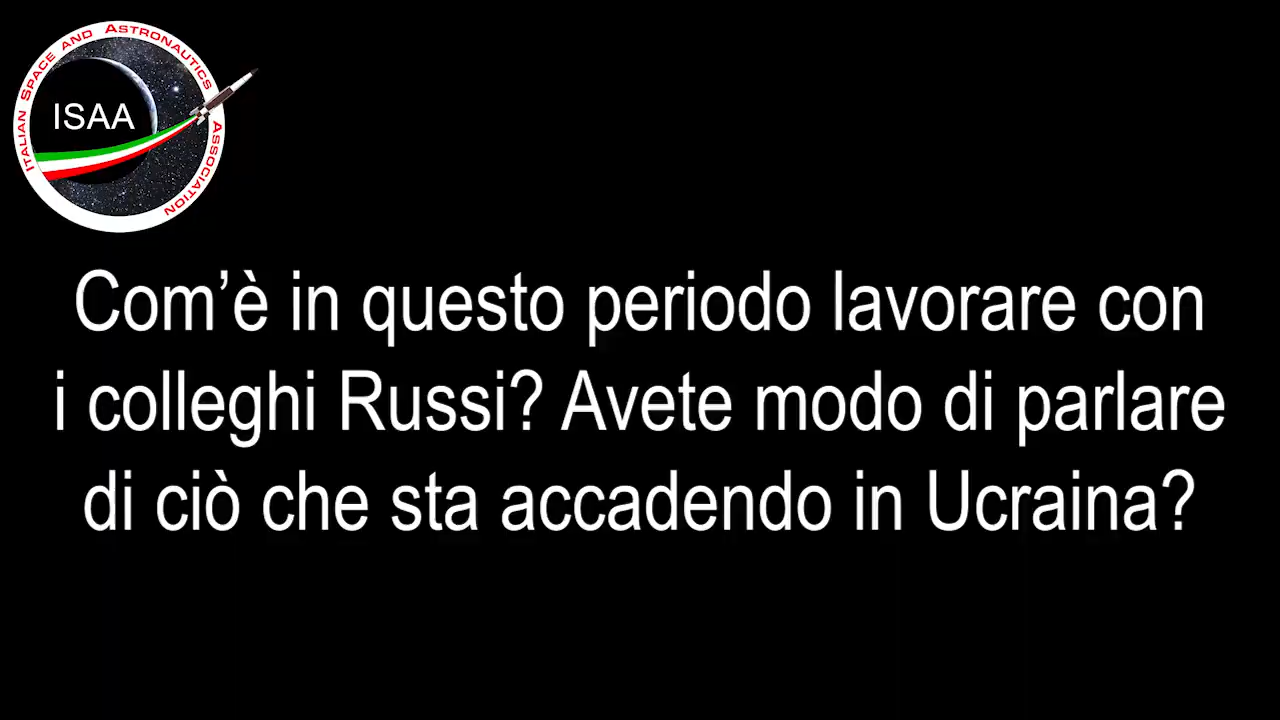 ITALIAN SPACE AND ASTRONAUTICS ASSOCIATION
ISAA
Com’è in questo periodo lavorare con
i colleghi Russi? Avete modo di parlare
di ciò che sta accadendo in Ucraina?